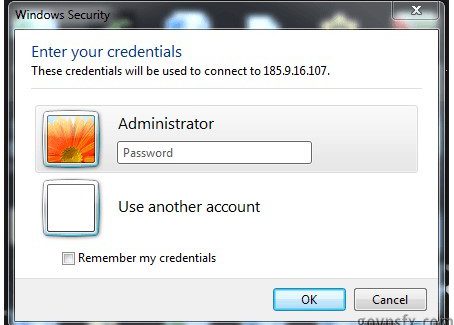 Windows Security
Enter your credentials
These credentials will be used to connect to 185.9.16.107.
Administrator
Password
Use another account
Remember my credentials
OK
Cancel
govpsfx.com